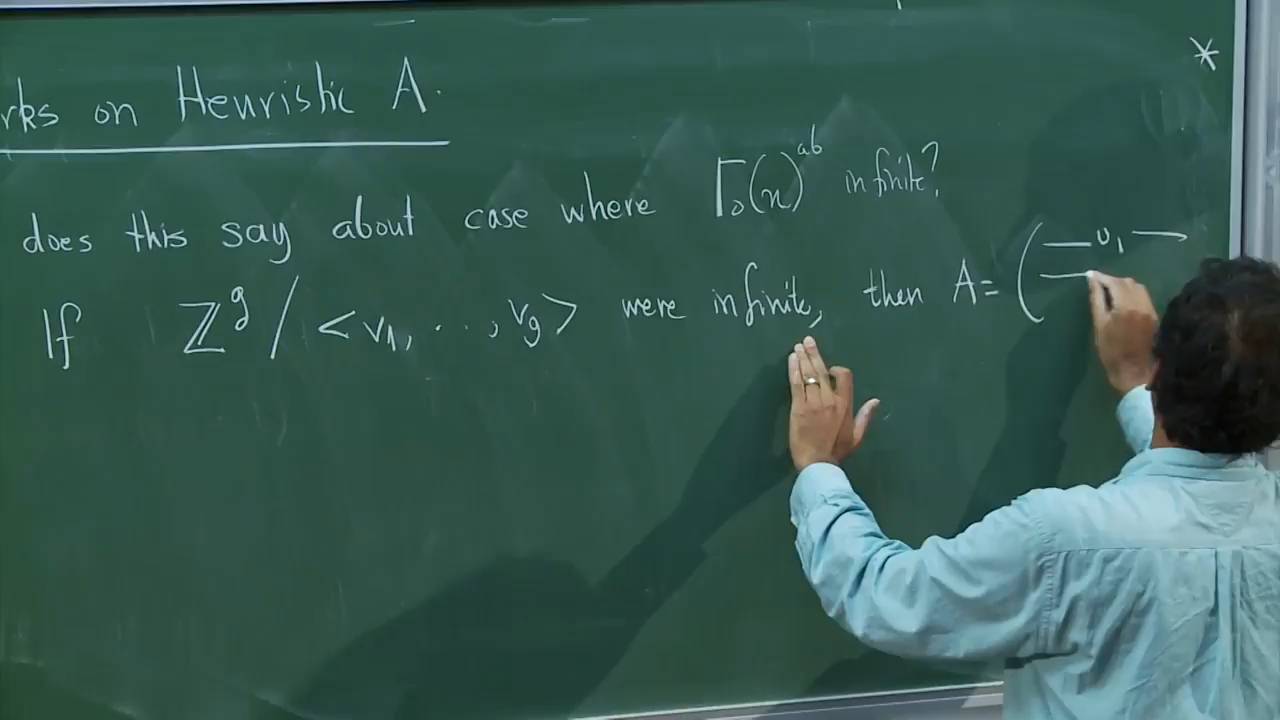 rks on Heuristic A.
*
does this say about case where Γ₀(n)^ab infinite?
If ℤ^g / <v₁, ..., v_g> were infinite, then A = ( — v₁ —